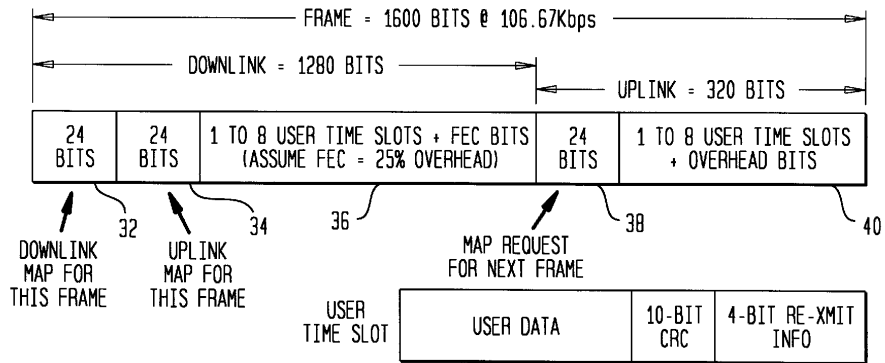 FRAME = 1600 BITS @ 106.67Kbps
DOWNLINK = 1280 BITS
UPLINK = 320 BITS
24 BITS
24 BITS
1 TO 8 USER TIME SLOTS + FEC BITS
(ASSUME FEC = 25% OVERHEAD)
24 BITS
1 TO 8 USER TIME SLOTS
+ OVERHEAD BITS
32
34
36
38
40
DOWNLINK
MAP FOR
THIS FRAME
UPLINK
MAP FOR
THIS FRAME
MAP REQUEST
FOR NEXT FRAME
USER
TIME SLOT
USER DATA
10-BIT
CRC
4-BIT RE-XMIT
INFO